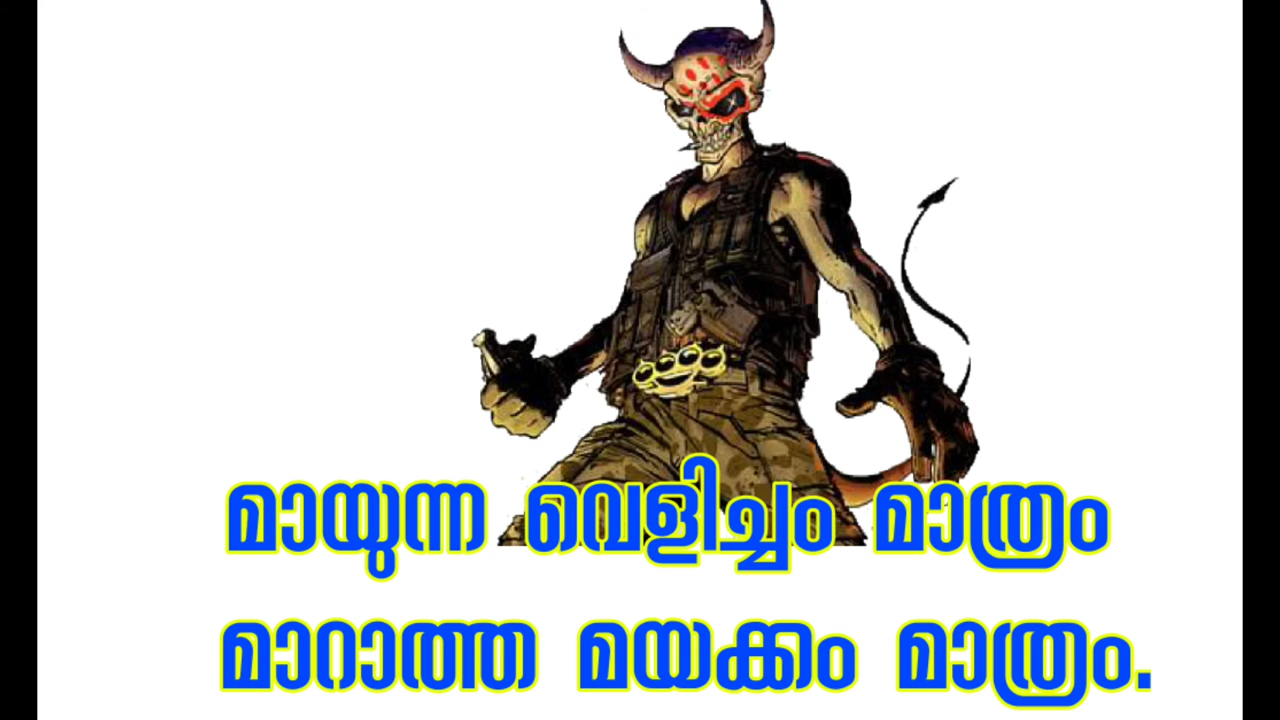 മായുന്ന വെളിച്ചം മാത്രം
മാറാത്ത മയക്കം മാത്രം.